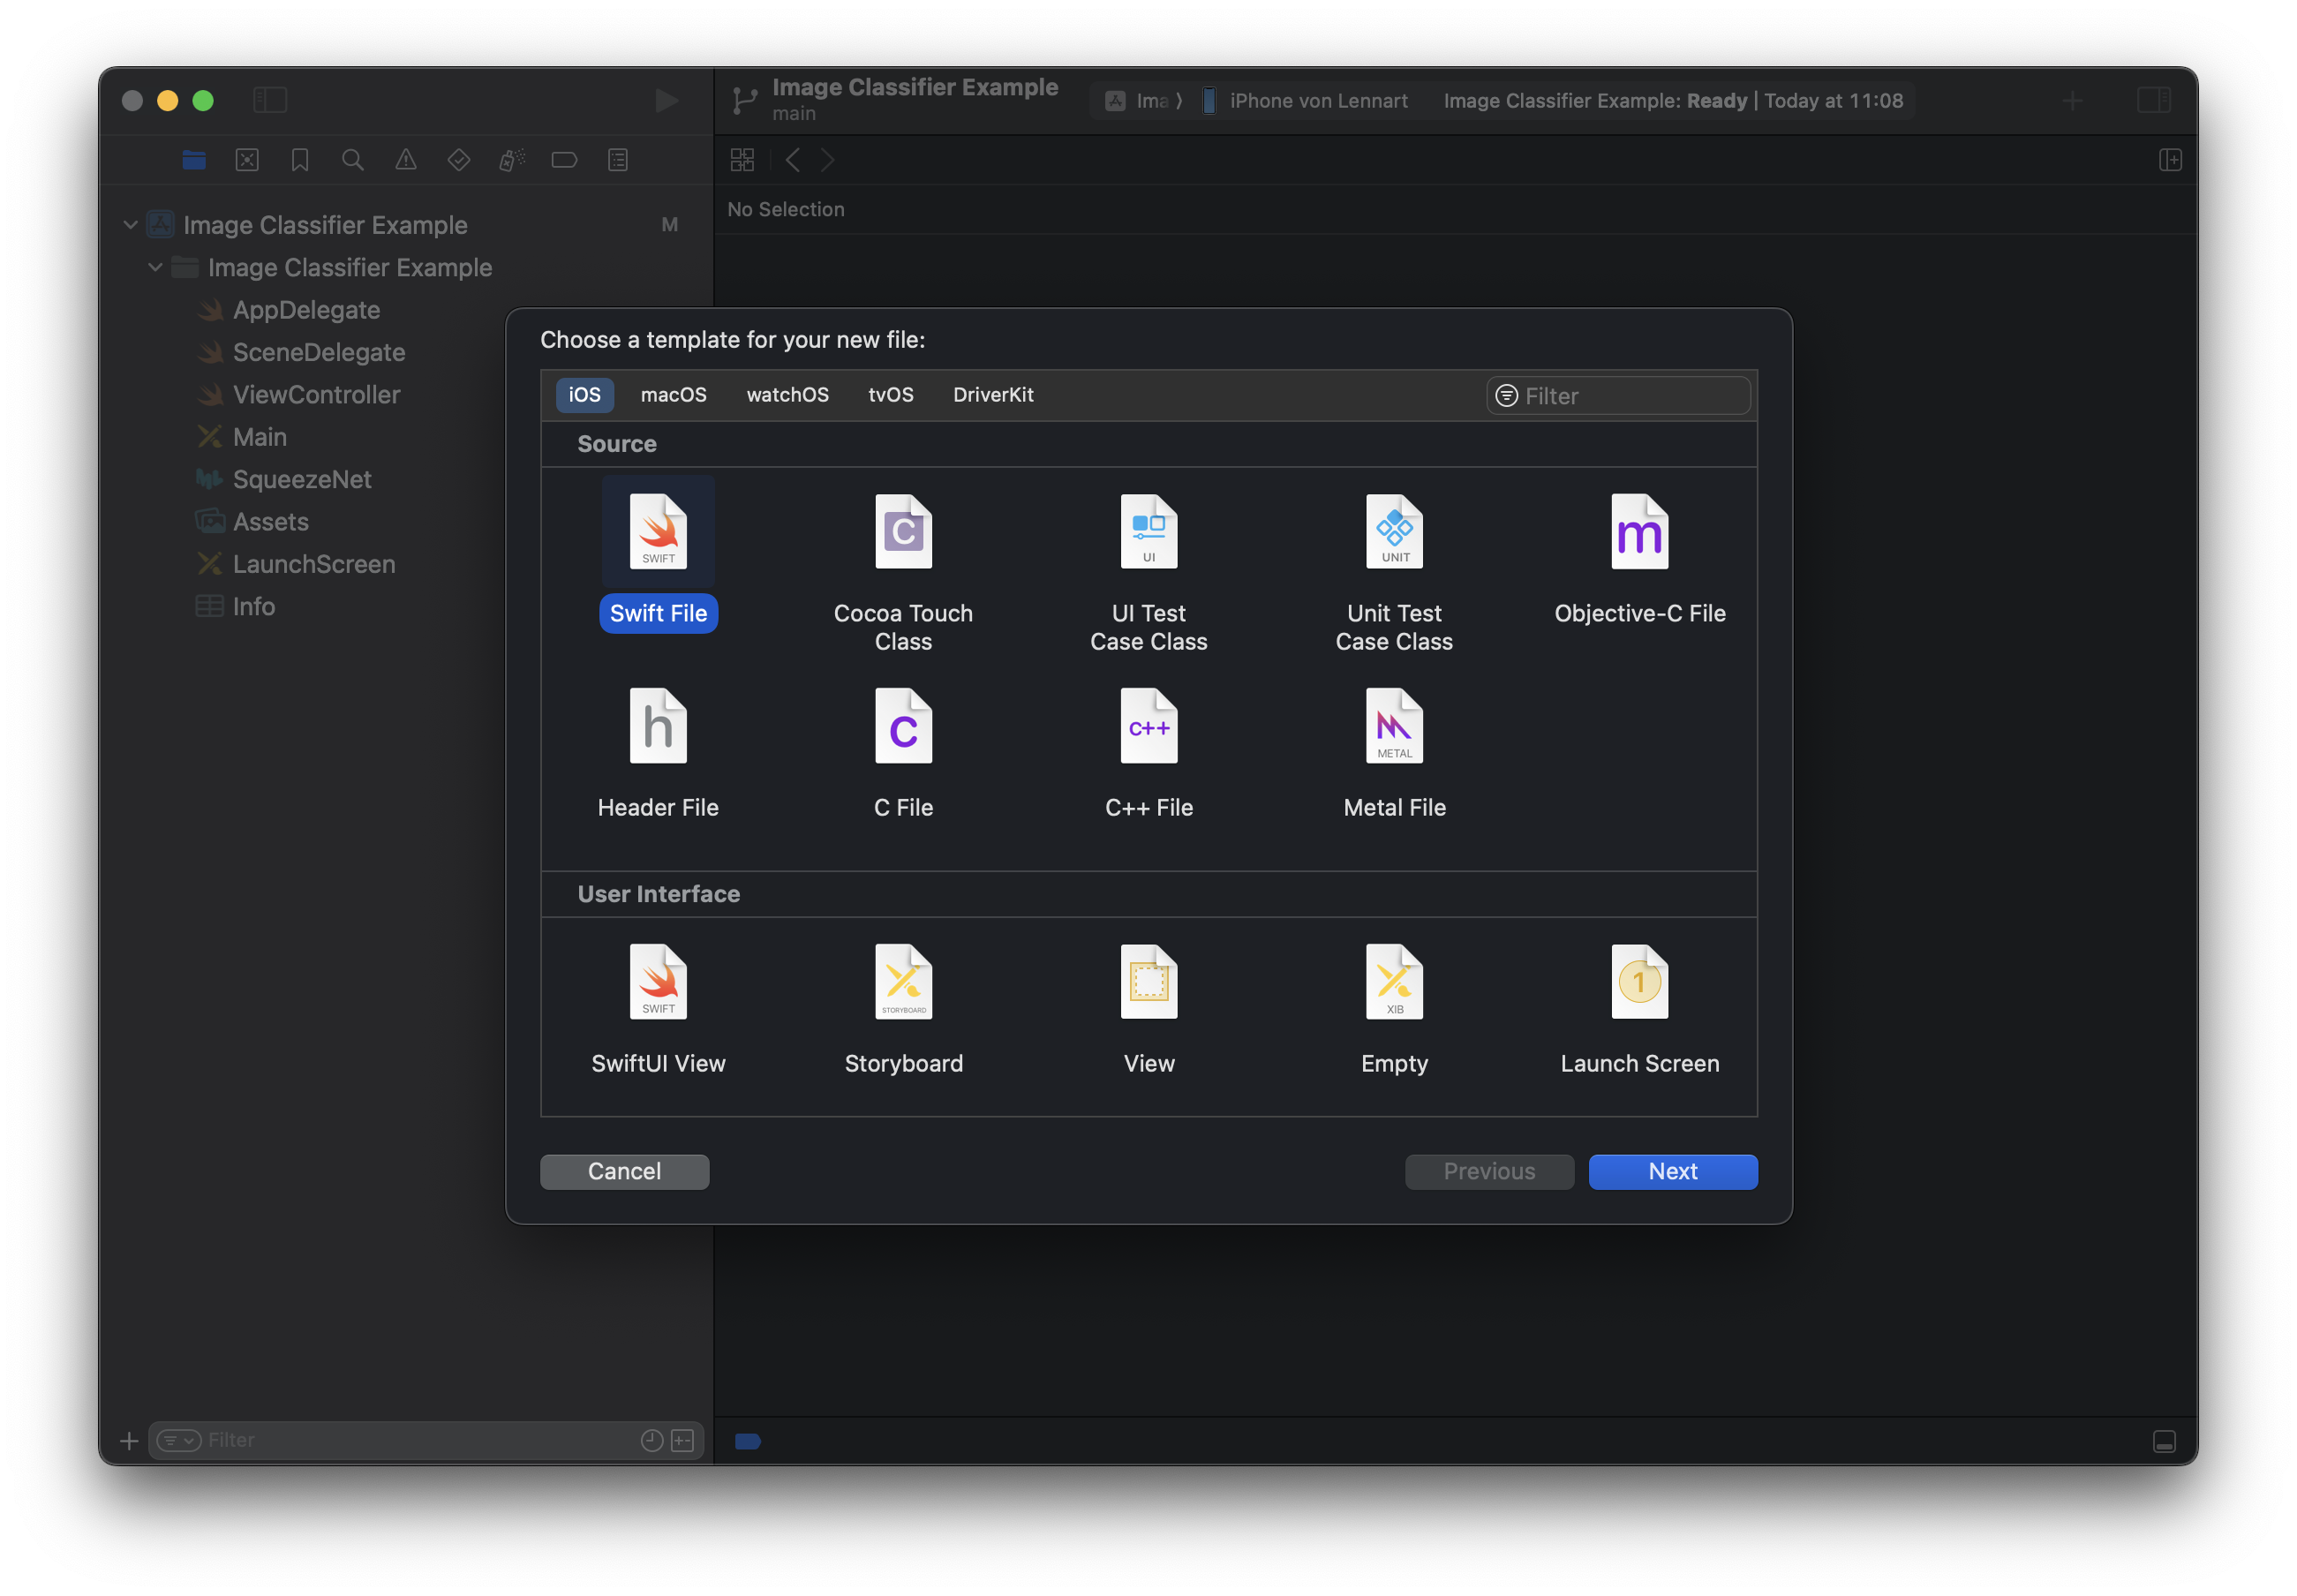 Image Classifier Example
main
Ima
iPhone von Lennart
Image Classifier Example: Ready | Today at 11:08
No Selection
Image Classifier Example
M
Image Classifier Example
AppDelegate
SceneDelegate
ViewController
Main
SqueezeNet
Assets
LaunchScreen
Info
Choose a template for your new file:
iOS
macOS
watchOS
tvOS
DriverKit
Filter
Source
SWIFT
C
UI
UNIT
m
Swift File
Cocoa Touch
Class
UI Test
Case Class
Unit Test
Case Class
Objective-C File
h
C
C++
METAL
Header File
C File
C++ File
Metal File
User Interface
SWIFT
STORYBOARD
XIB
1
SwiftUI View
Storyboard
View
Empty
Launch Screen
Cancel
Previous
Next
Filter